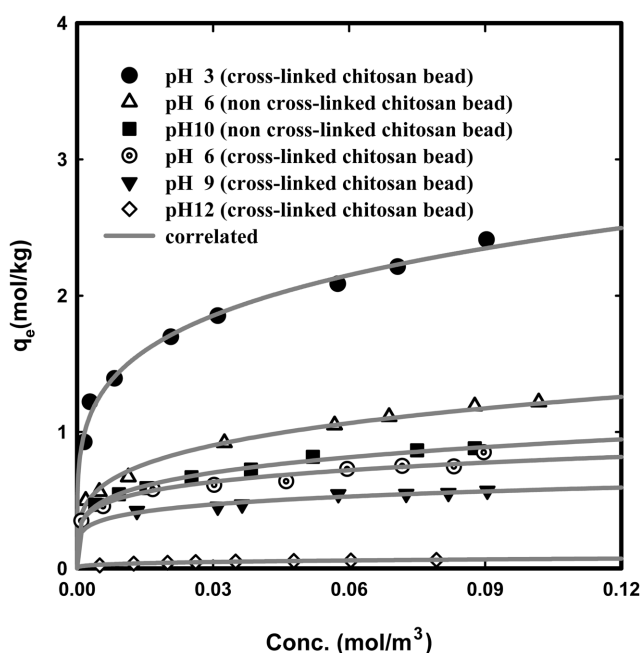 4
pH 3 (cross-linked chitosan bead)
pH 6 (non cross-linked chitosan bead)
pH10 (non cross-linked chitosan bead)
pH 6 (cross-linked chitosan bead)
pH 9 (cross-linked chitosan bead)
pH12 (cross-linked chitosan bead)
correlated
3
2
1
0
qe(mol/kg)
0.00 0.03 0.06 0.09 0.12
Conc. (mol/m³)